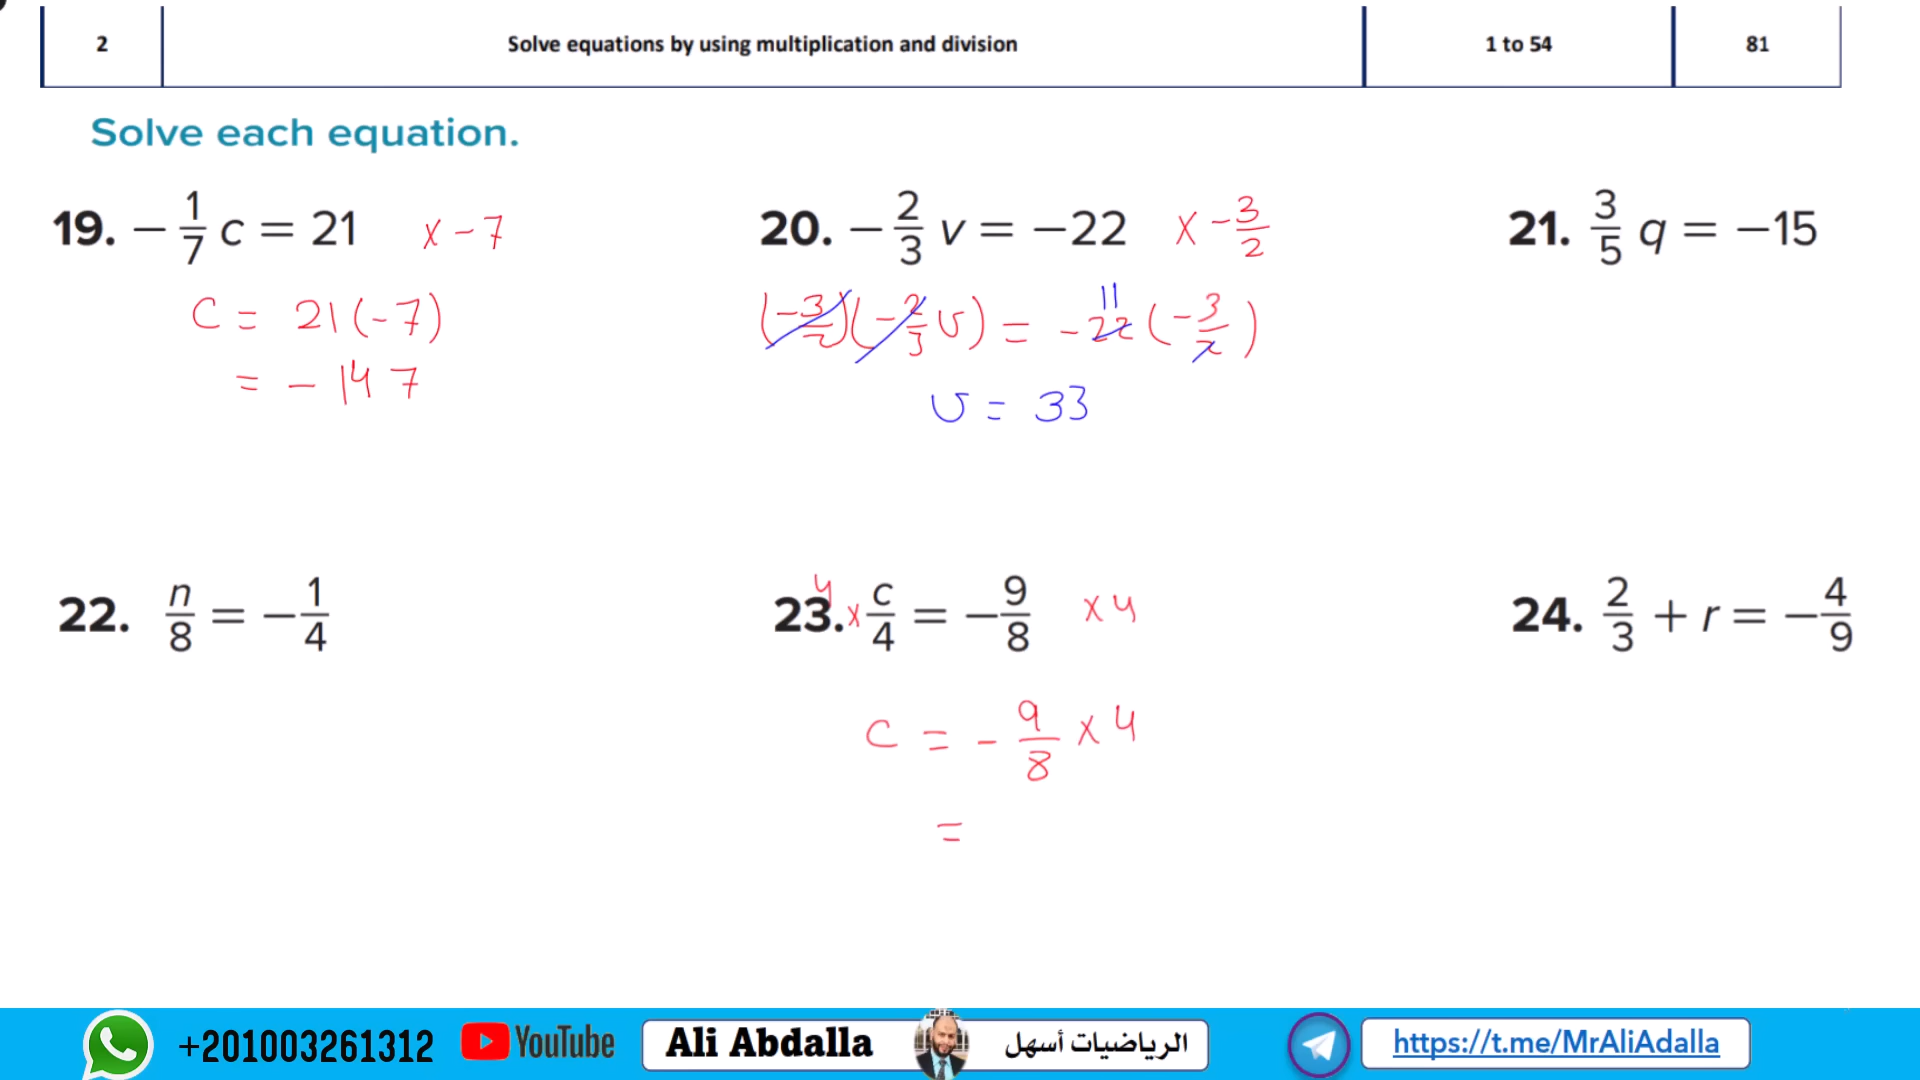 2 Solve equations by using multiplication and division 1 to 54 81
Solve each equation.
19. −1/7 c = 21 x −7
c = 21(−7)
= −147
20. −2/3 v = −22 x −3/2
(−3/2)(−2/3 v) = −22 (−3/2)
11
v = 33
21. 3/5 q = −15
22. n/8 = −1/4
23. 4 x c/4 = −9/8 x 4
c = − 9/8 x 4
=
24. 2/3 + r = −4/9
+201003261312 YouTube Ali Abdalla الرياضيات أسهل https://t.me/MrAliAdalla